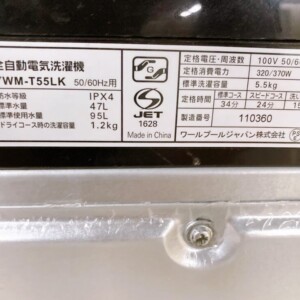 全自動電気洗濯機
WM-T55LK 50/60Hz用
防水等級 IPX4
標準水量 47L
標準使用水量 95L
ドライコース時の洗濯容量 1.2kg
JET
1628
Made in China
定格電圧・周波数 100V 50/6
定格消費電力 320/370W
標準洗濯容量 5.5kg
定格時間 標準コース スピードコース 洗い
34分 24分 15
製造番号 110360
ワールプールジャパン株式会社